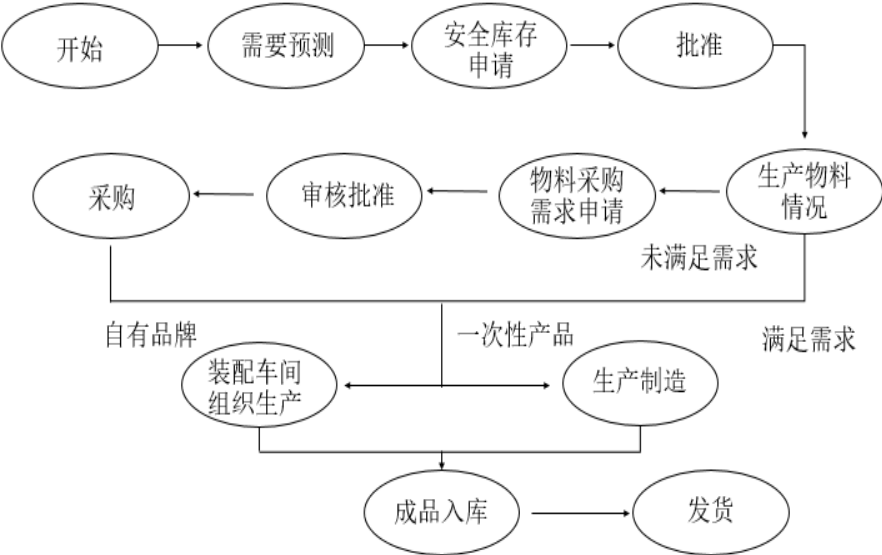 开始
需要预测
安全库存
申请
批准
生产物料
情况
物料采购
需求申请
审核批准
采购
未满足需求
自有品牌
一次性产品
满足需求
装配车间
组织生产
生产制造
成品入库
发货